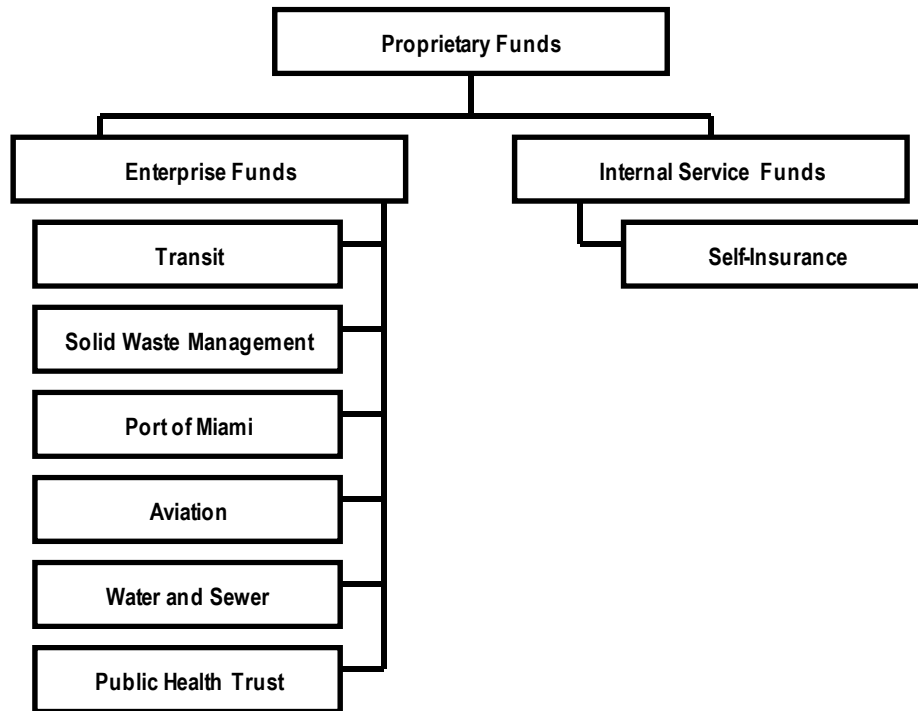 Proprietary Funds
Enterprise Funds
Internal Service Funds
Transit
Self-Insurance
Solid Waste Management
Port of Miami
Aviation
Water and Sewer
Public Health Trust